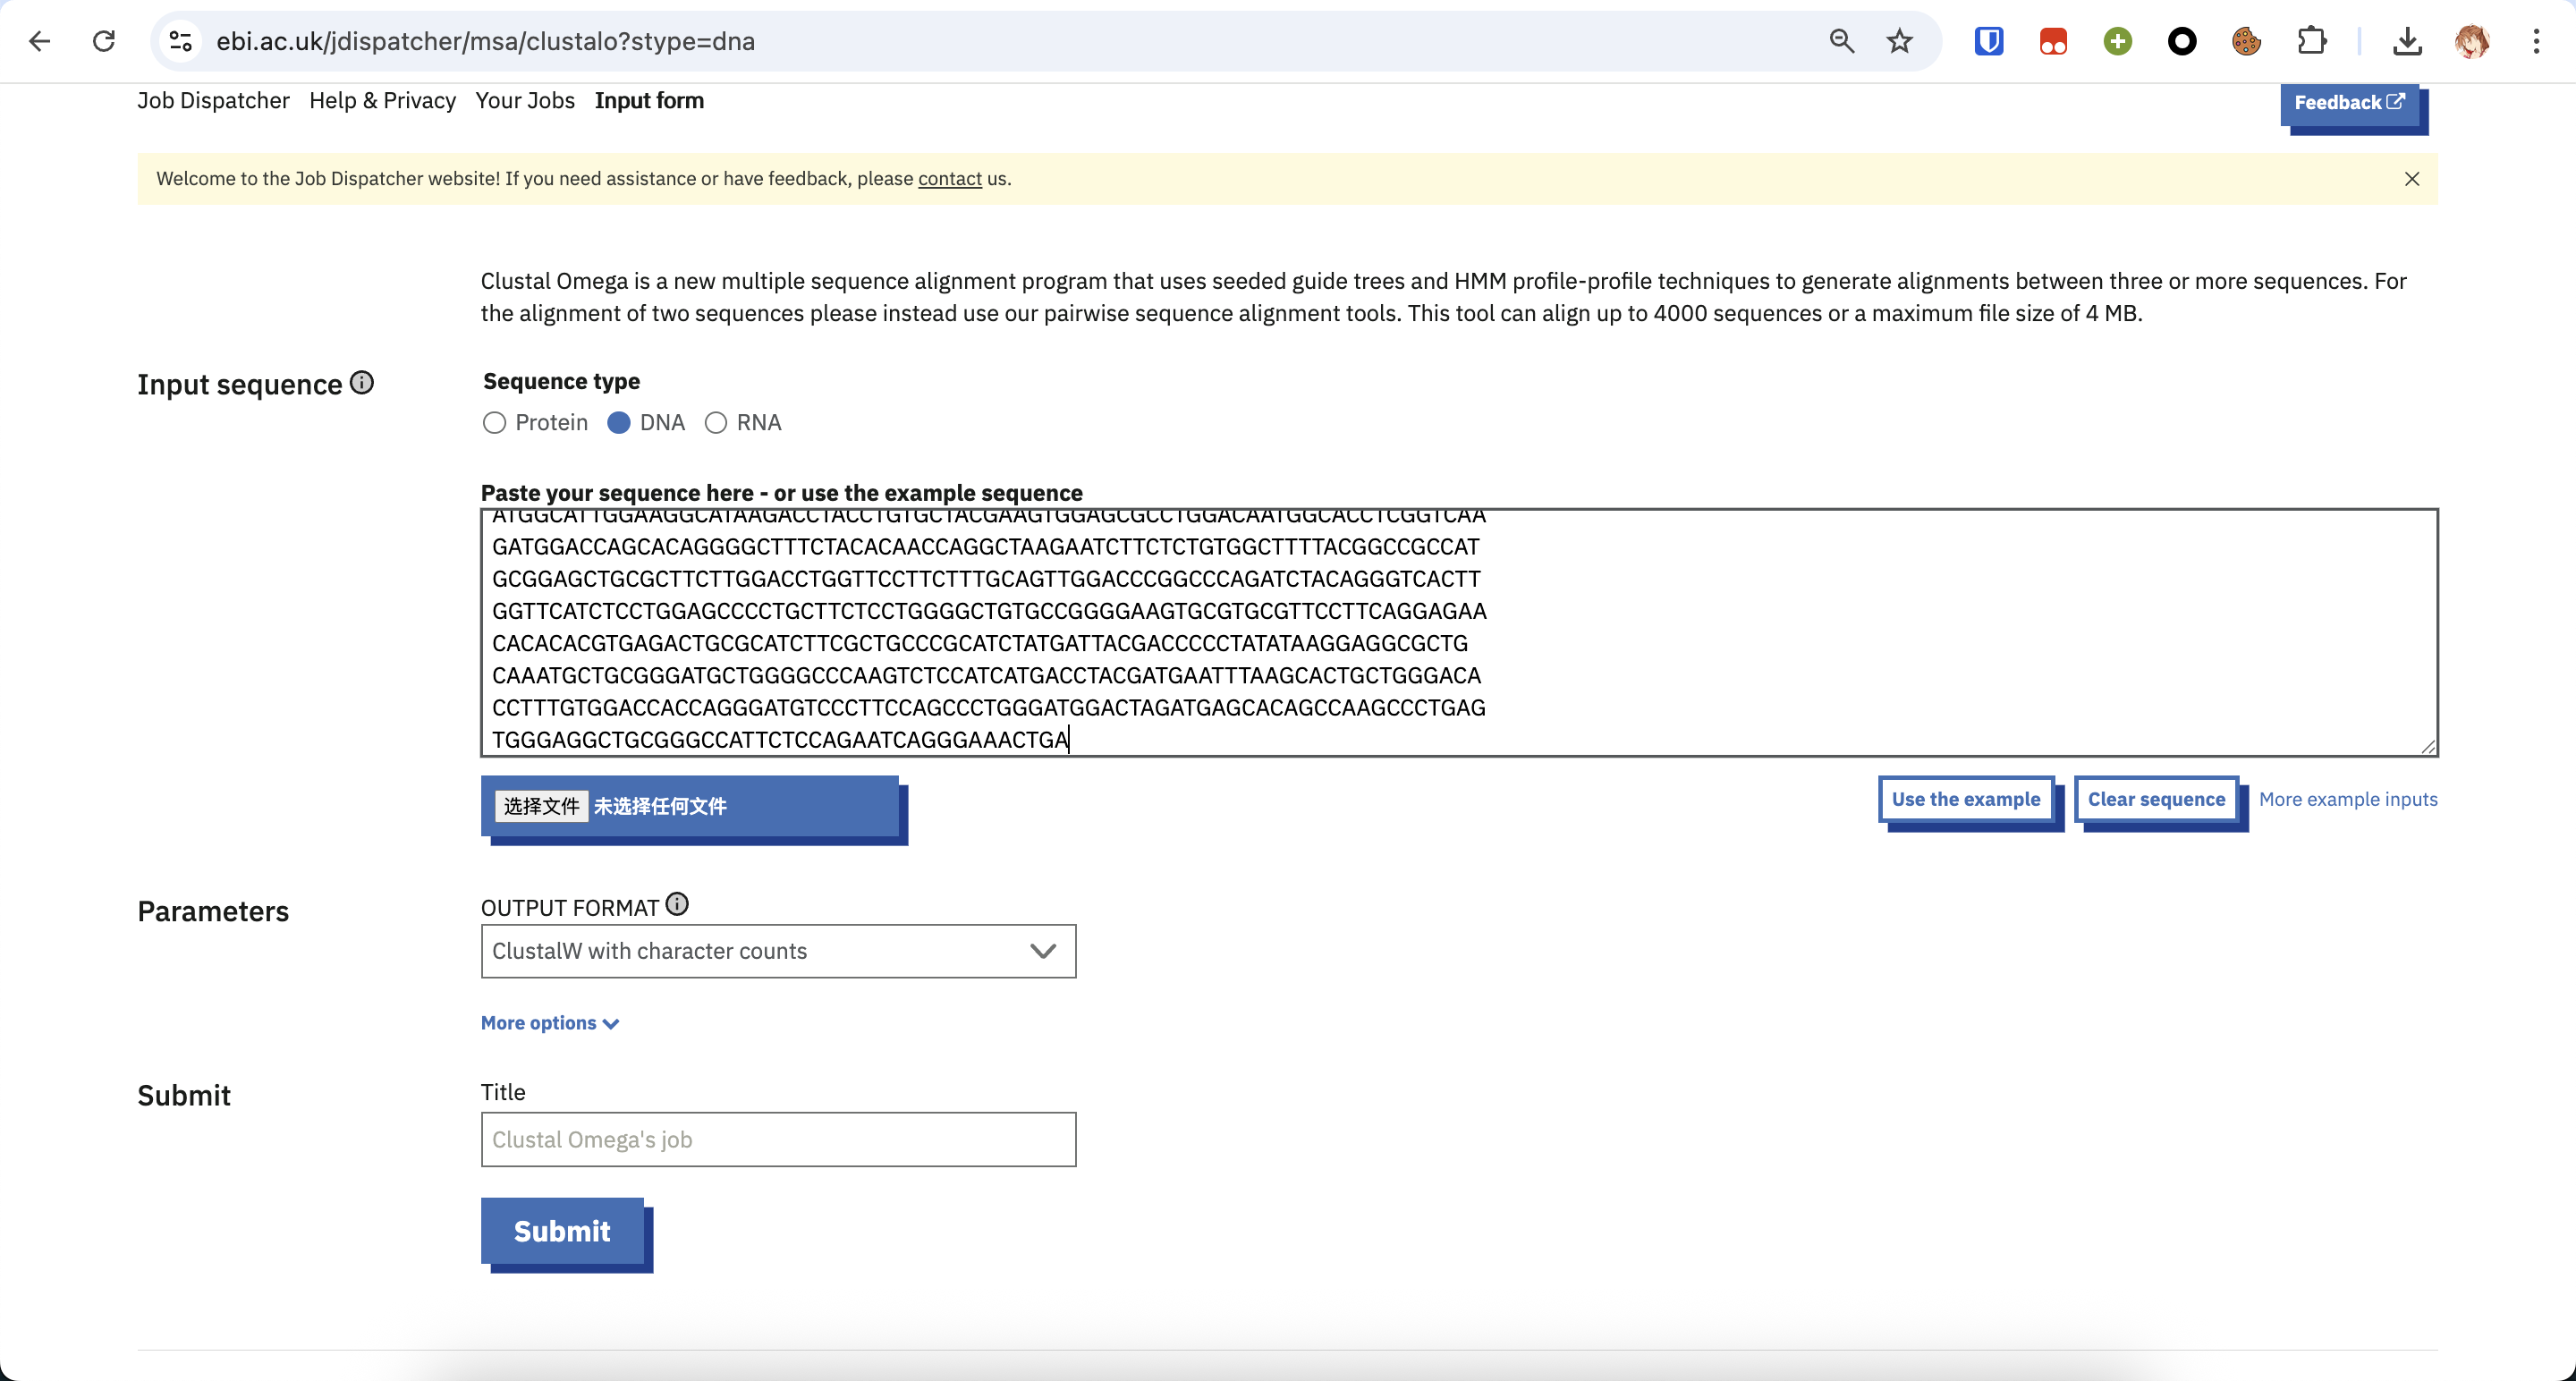 ebi.ac.uk/jdispatcher/msa/clustalo?stype=dna
Job Dispatcher Help & Privacy Your Jobs Input form
Feedback
Welcome to the Job Dispatcher website! If you need assistance or have feedback, please contact us.
Clustal Omega is a new multiple sequence alignment program that uses seeded guide trees and HMM profile-profile techniques to generate alignments between three or more sequences. For
the alignment of two sequences please instead use our pairwise sequence alignment tools. This tool can align up to 4000 sequences or a maximum file size of 4 MB.
Input sequence
Sequence type
Protein DNA RNA
Paste your sequence here - or use the example sequence
ATGGCATTGGAAGGCATAAGACCTACCTGTGCTACGAAGTGGAGCGCCTGGACAATGGCACCTCGGTCAA
GATGGACCAGCACAGGGGCTTTCTACACAACCAGGCTAAGAATCTTCTCTGTGGCTTTTACGGCCGCCAT
GCGGAGCTGCGCTTCTTGGACCTGGTTCCTTCTTTGCAGTTGGACCCGGCCCAGATCTACAGGGTCACTT
GGTTCATCTCCTGGAGCCCCTGCTTCTCCTGGGGCTGTGCCGGGGAAGTGCGTGCGTTCCTTCAGGAGAA
CACACACGTGAGACTGCGCATCTTCGCTGCCCGCATCTATGATTACGACCCCCTATATAAGGAGGCGCTG
CAAATGCTGCGGGATGCTGGGGCCCAAGTCTCCATCATGACCTACGATGAATTTAAGCACTGCTGGGACA
CCTTTGTGGACCACCAGGGATGTCCCTTCCAGCCCTGGGATGGACTAGATGAGCACAGCCAAGCCCTGAG
TGGGAGGCTGCGGGCCATTCTCCAGAATCAGGGAAACTGA
选择文件 未选择任何文件
Use the example Clear sequence More example inputs
Parameters
OUTPUT FORMAT
ClustalW with character counts
More options
Submit
Title
Clustal Omega's job
Submit